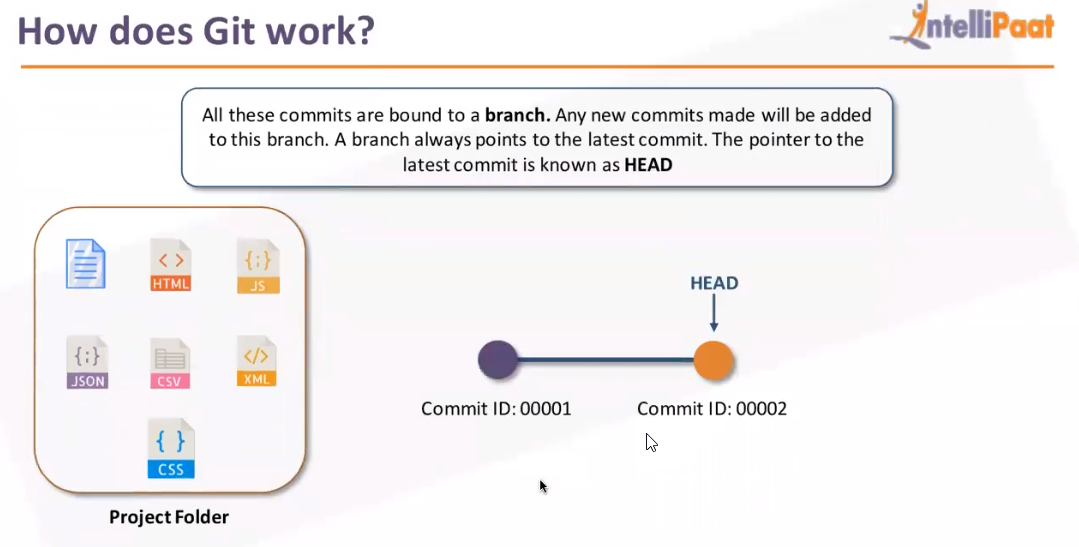 How does Git work?
IntelliPaat
All these commits are bound to a branch. Any new commits made will be added
to this branch. A branch always points to the latest commit. The pointer to the
latest commit is known as HEAD
HTML
JS
JSON
CSV
XML
CSS
Project Folder
HEAD
Commit ID: 00001
Commit ID: 00002